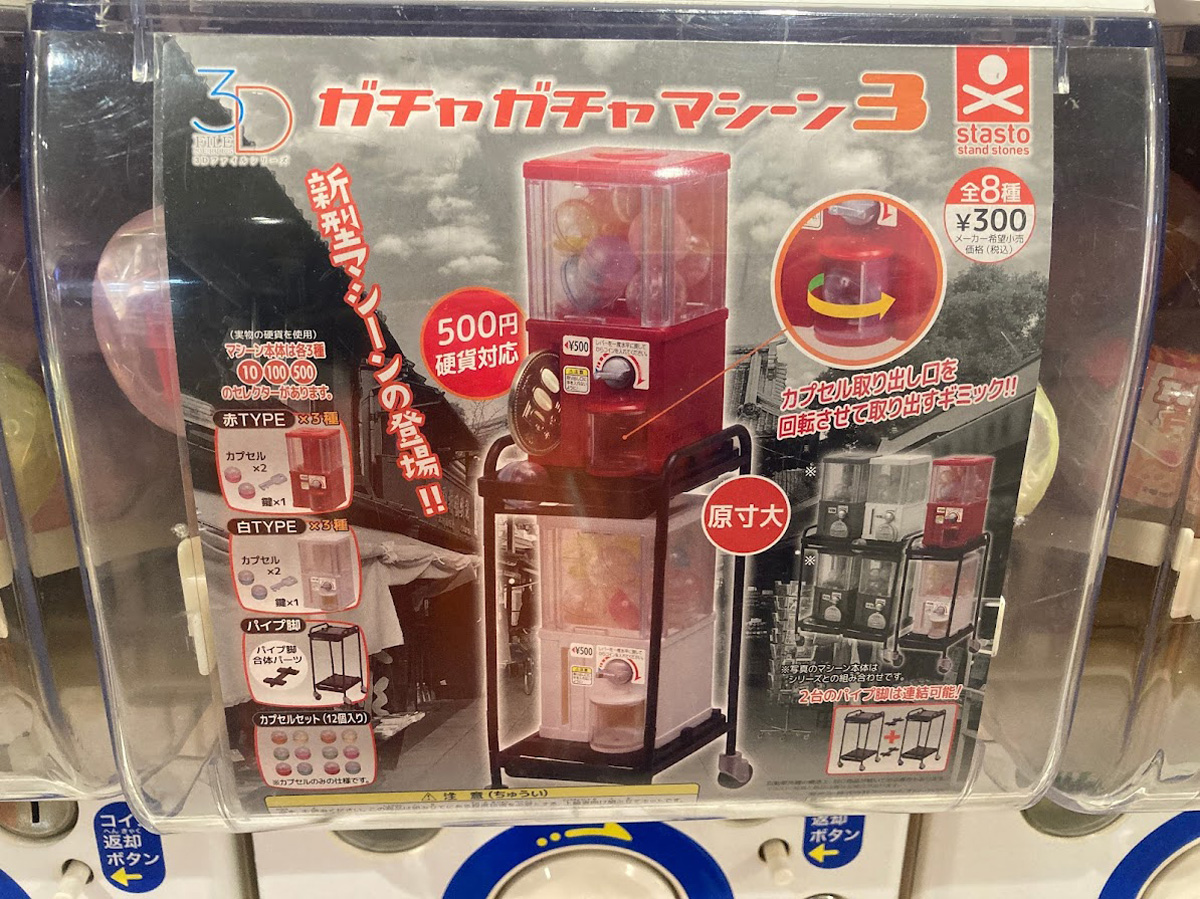 3D
FILE
3Dファイルシリーズ
ガチャガチャマシーン3
stasto
stand stones
全8種
¥300
メーカー希望小売
価格(税込)
新型マシーンの登場!!
500円
硬貨対応
(実物の硬貨を使用)
マシーン本体は各3種
10 100 500
のセレクターがあります。
赤TYPE ×3種
カプセル
×2
鍵×1
白TYPE ×3種
カプセル
×2
鍵×1
パイプ脚
パイプ脚
合体パーツ
カプセルセット(12個入り)
※カプセルのみの仕様です。
¥500
¥500
カプセル取り出し口を
回転させて取り出すギミック!!
原寸大
※
※
※写真のマシーン本体は
シリーズとの組み合わせです。
2台のパイプ脚は連結可能!
⚠注意(ちゅうい)
コイン
へんきゃく
返却
ボタン
返却
ボタン